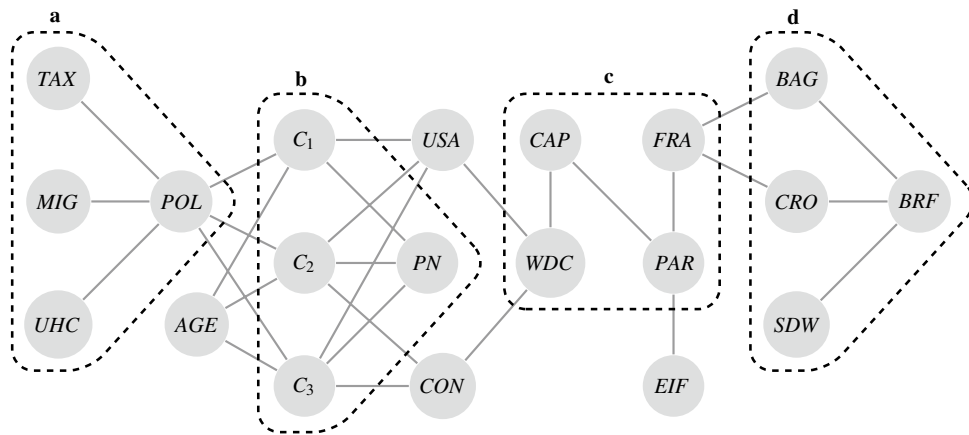 a
b
c
d
TAX
MIG
UHC
POL
AGE
C1
C2
C3
USA
PN
CON
CAP
WDC
FRA
PAR
EIF
BAG
CRO
SDW
BRF